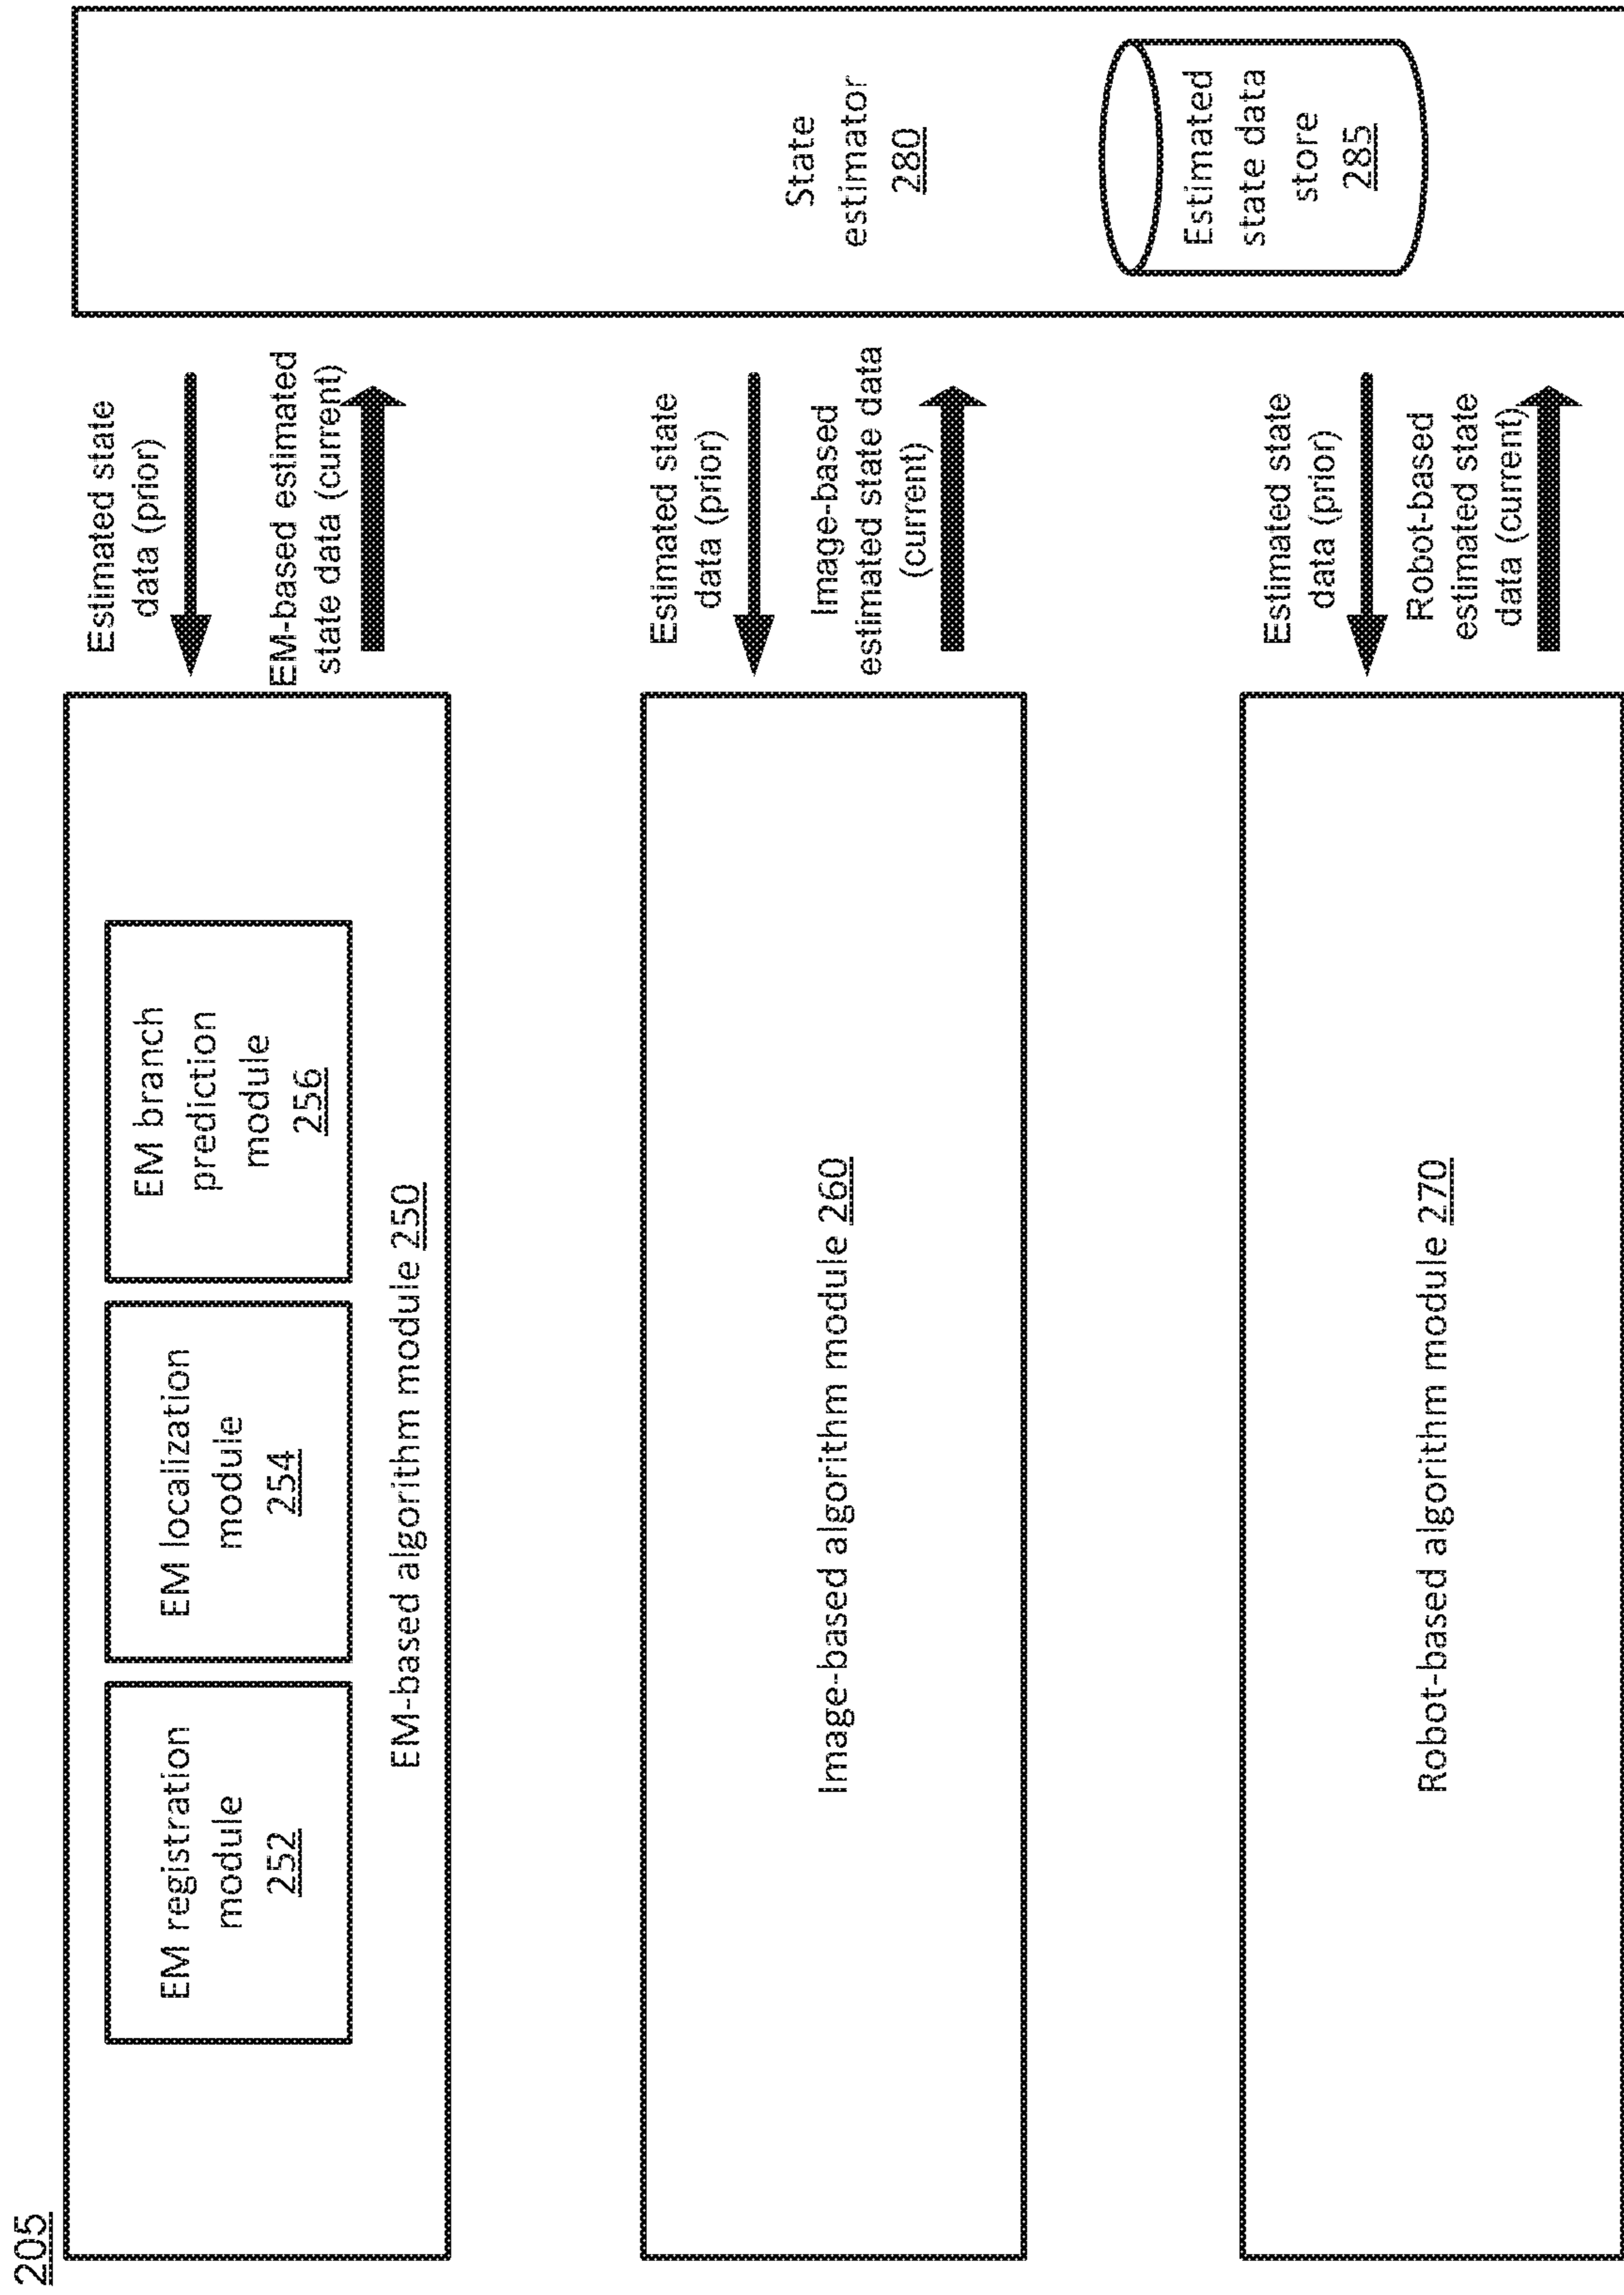 205
EM registration
module
252
EM localization
module
254
EM branch
prediction
module
256
EM-based algorithm module 250
Estimated state
data (prior)
EM-based estimated
state data (current)
Image-based algorithm module 260
Estimated state
data (prior)
Image-based
estimated state data
(current)
Robot-based algorithm module 270
Estimated state
data (prior)
Robot-based
estimated state
data (current)
State
estimator
280
Estimated
state data
store
285